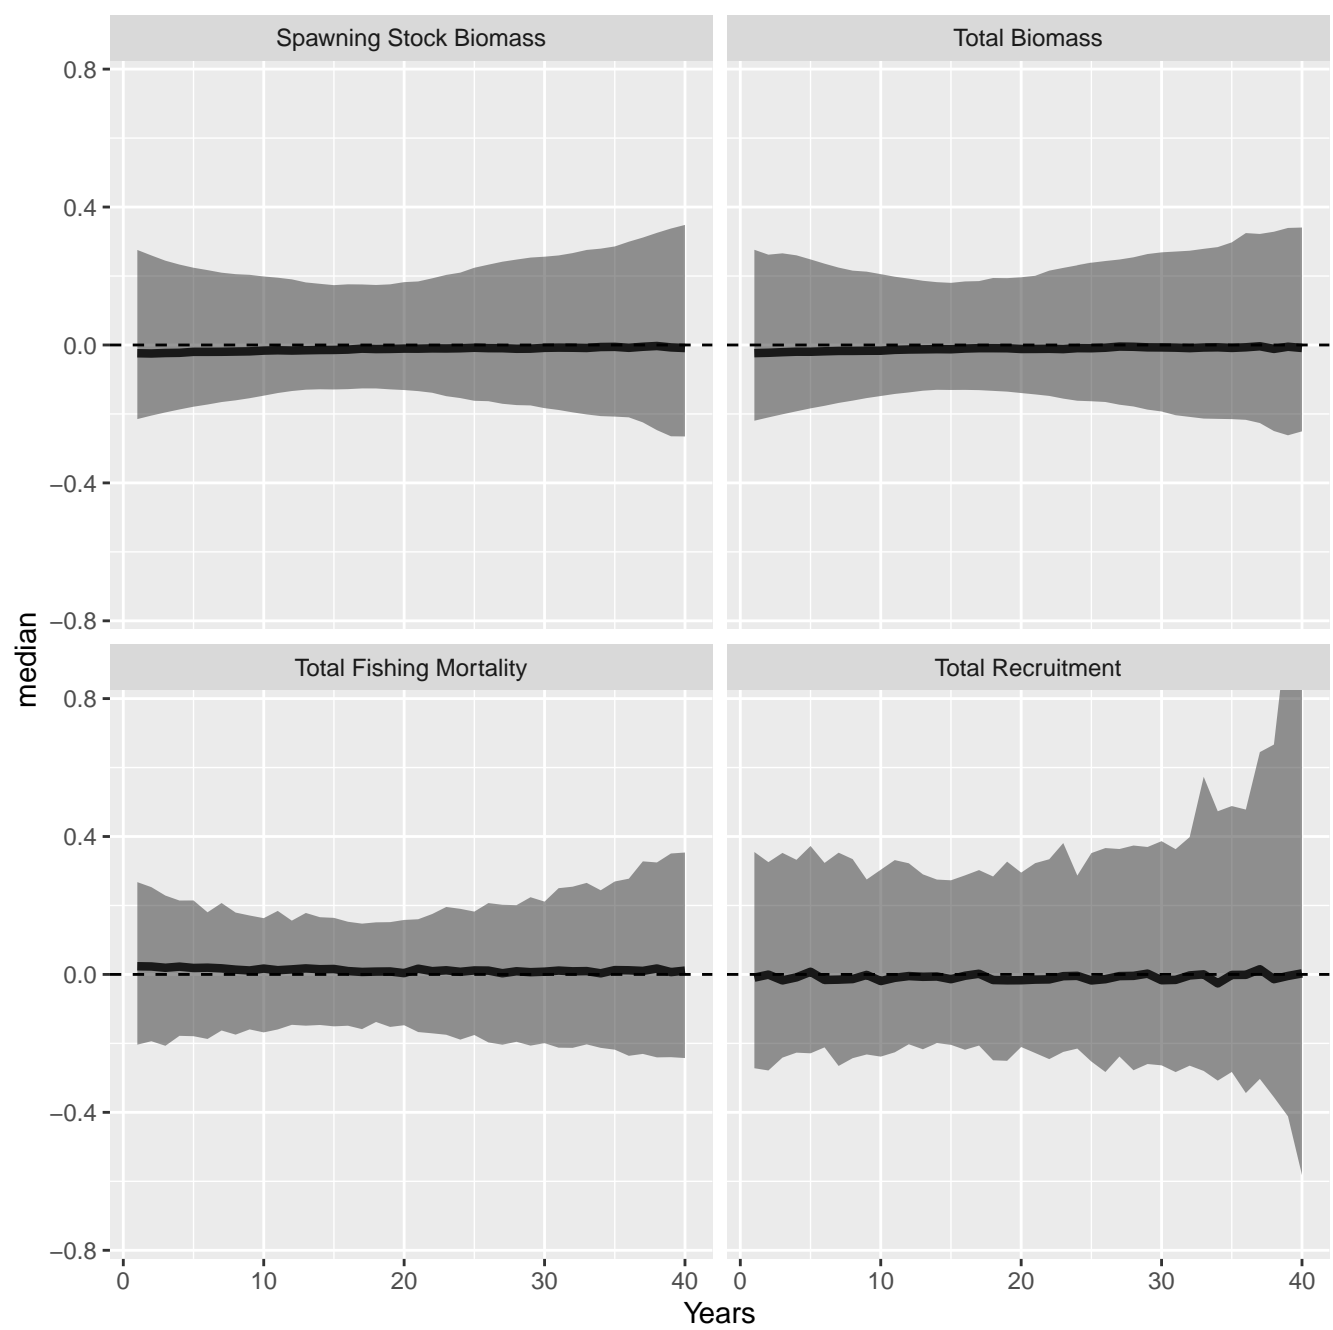 Spawning Stock Biomass
Total Biomass
0.8
0.4
0.0
−0.4
−0.8
median
Total Fishing Mortality
Total Recruitment
0.8
0.4
0.0
−0.4
−0.8
0 10 20 30 40
0 10 20 30 40
Years